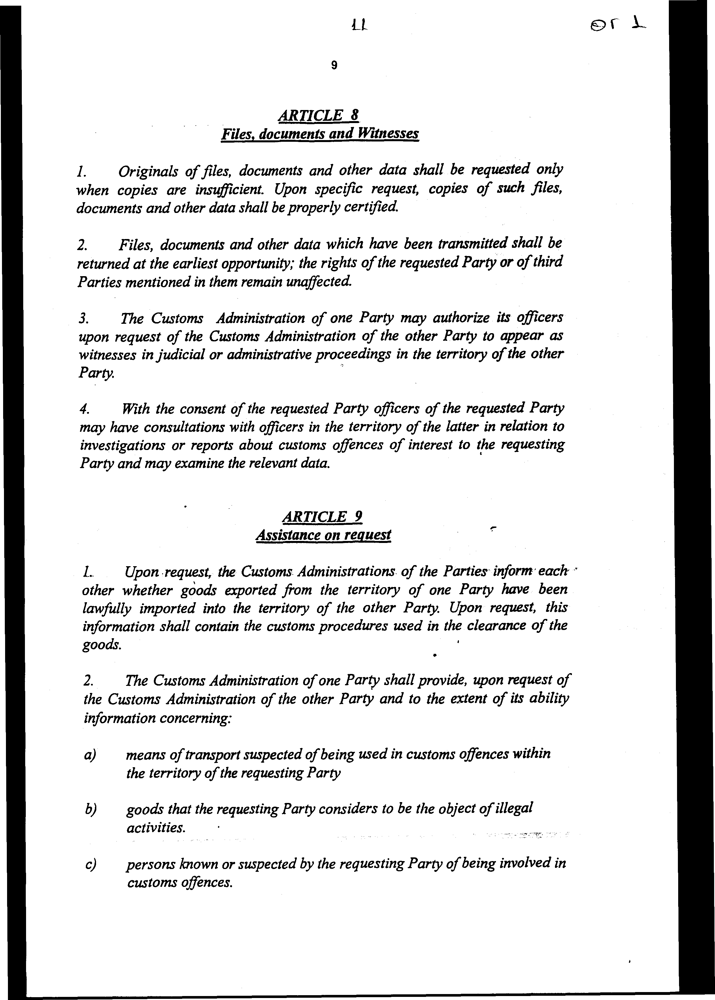 11
9
ARTICLE 8
Files, documents and Witnesses
1. Originals of files, documents and other data shall be requested only
when copies are insufficient. Upon specific request, copies of such files,
documents and other data shall be properly certified.
2. Files, documents and other data which have been transmitted shall be
returned at the earliest opportunity; the rights of the requested Party or of third
Parties mentioned in them remain unaffected.
3. The Customs Administration of one Party may authorize its officers
upon request of the Customs Administration of the other Party to appear as
witnesses in judicial or administrative proceedings in the territory of the other
Party.
4. With the consent of the requested Party officers of the requested Party
may have consultations with officers in the territory of the latter in relation to
investigations or reports about customs offences of interest to the requesting
Party and may examine the relevant data.
ARTICLE 9
Assistance on request
1. Upon request, the Customs Administrations of the Parties inform each
other whether goods exported from the territory of one Party have been
lawfully imported into the territory of the other Party. Upon request, this
information shall contain the customs procedures used in the clearance of the
goods.
2. The Customs Administration of one Party shall provide, upon request of
the Customs Administration of the other Party and to the extent of its ability
information concerning:
a) means of transport suspected of being used in customs offences within
the territory of the requesting Party
b) goods that the requesting Party considers to be the object of illegal
activities.
c) persons known or suspected by the requesting Party of being involved in
customs offences.